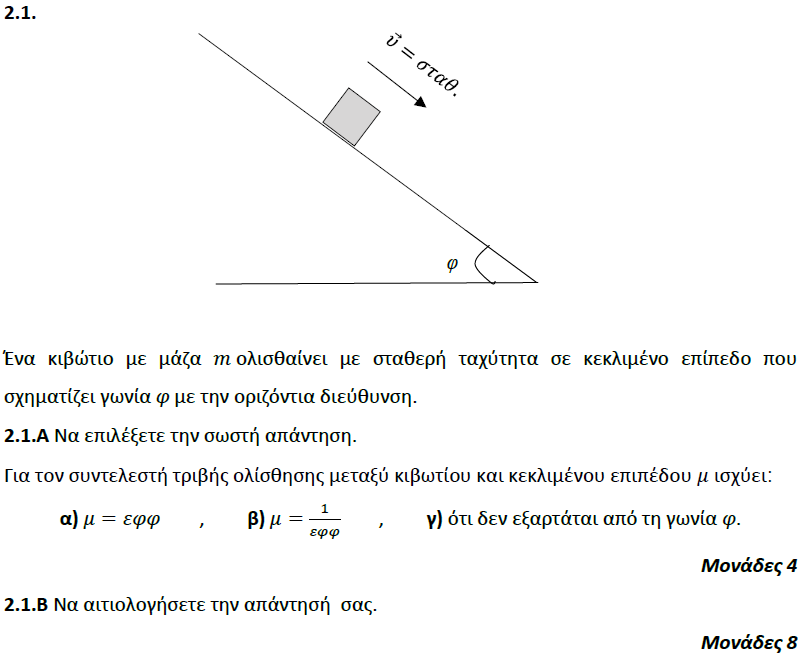 2.1.
υ⃗ = σταθ.
φ
Ένα κιβώτιο με μάζα m ολισθαίνει με σταθερή ταχύτητα σε κεκλιμένο επίπεδο που
σχηματίζει γωνία φ με την οριζόντια διεύθυνση.
2.1.Α Να επιλέξετε την σωστή απάντηση.
Για τον συντελεστή τριβής ολίσθησης μεταξύ κιβωτίου και κεκλιμένου επιπέδου μ ισχύει:
α) μ = εφφ , β) μ = 1/εφφ , γ) ότι δεν εξαρτάται από τη γωνία φ.
Μονάδες 4
2.1.Β Να αιτιολογήσετε την απάντησή σας.
Μονάδες 8